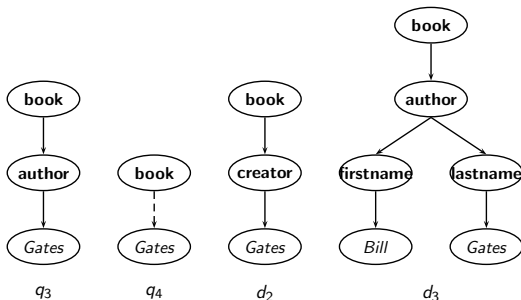 book
book book author
author book creator firstname lastname
Gates Gates Gates Bill Gates
q3 q4 d2 d3